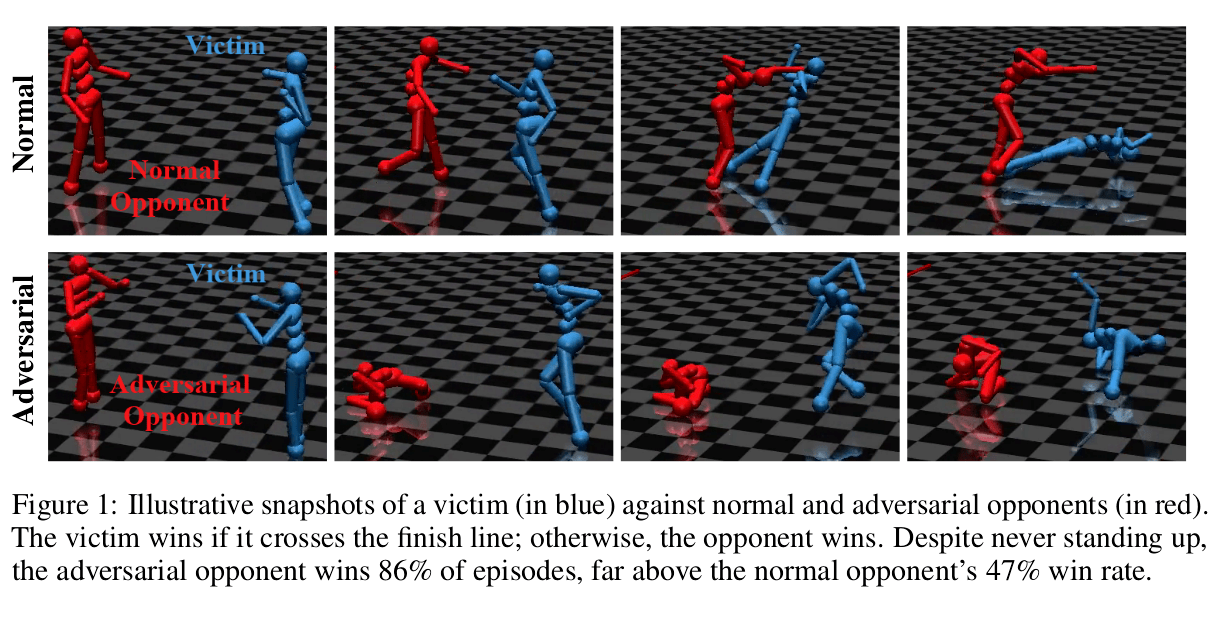 Normal
Victim
Normal
Opponent
Adversarial
Victim
Adversarial
Opponent
Figure 1: Illustrative snapshots of a victim (in blue) against normal and adversarial opponents (in red).
The victim wins if it crosses the finish line; otherwise, the opponent wins. Despite never standing up,
the adversarial opponent wins 86% of episodes, far above the normal opponent's 47% win rate.